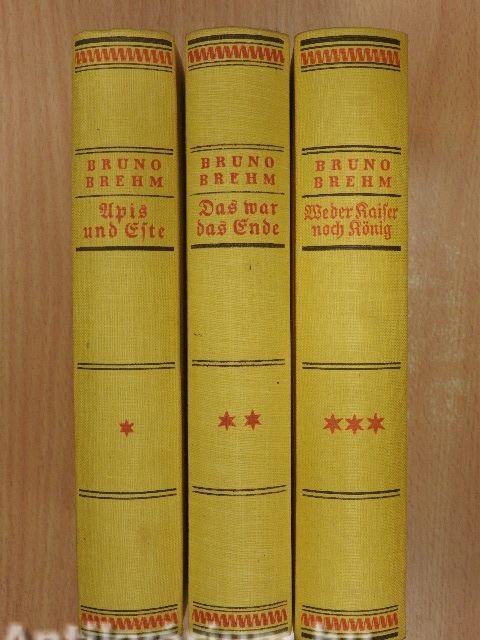 BRUNO
BREHM
Apis
und Este
BRUNO
BREHM
Das war
das Ende
BRUNO
BREHM
Weder Kaiser
noch König